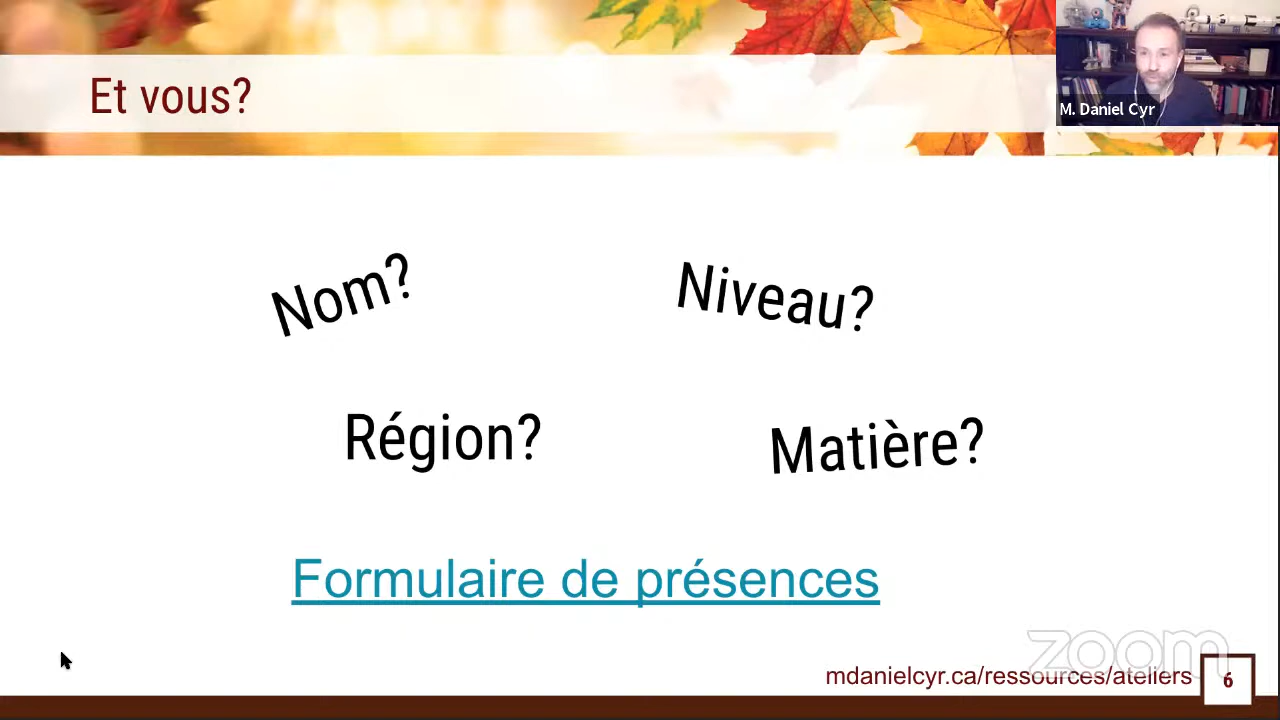 Et vous?
M. Daniel Cyr
Nom?
Niveau?
Région?
Matière?
Formulaire de présences
zoom
mdanielcyr.ca/ressources/ateliers
6